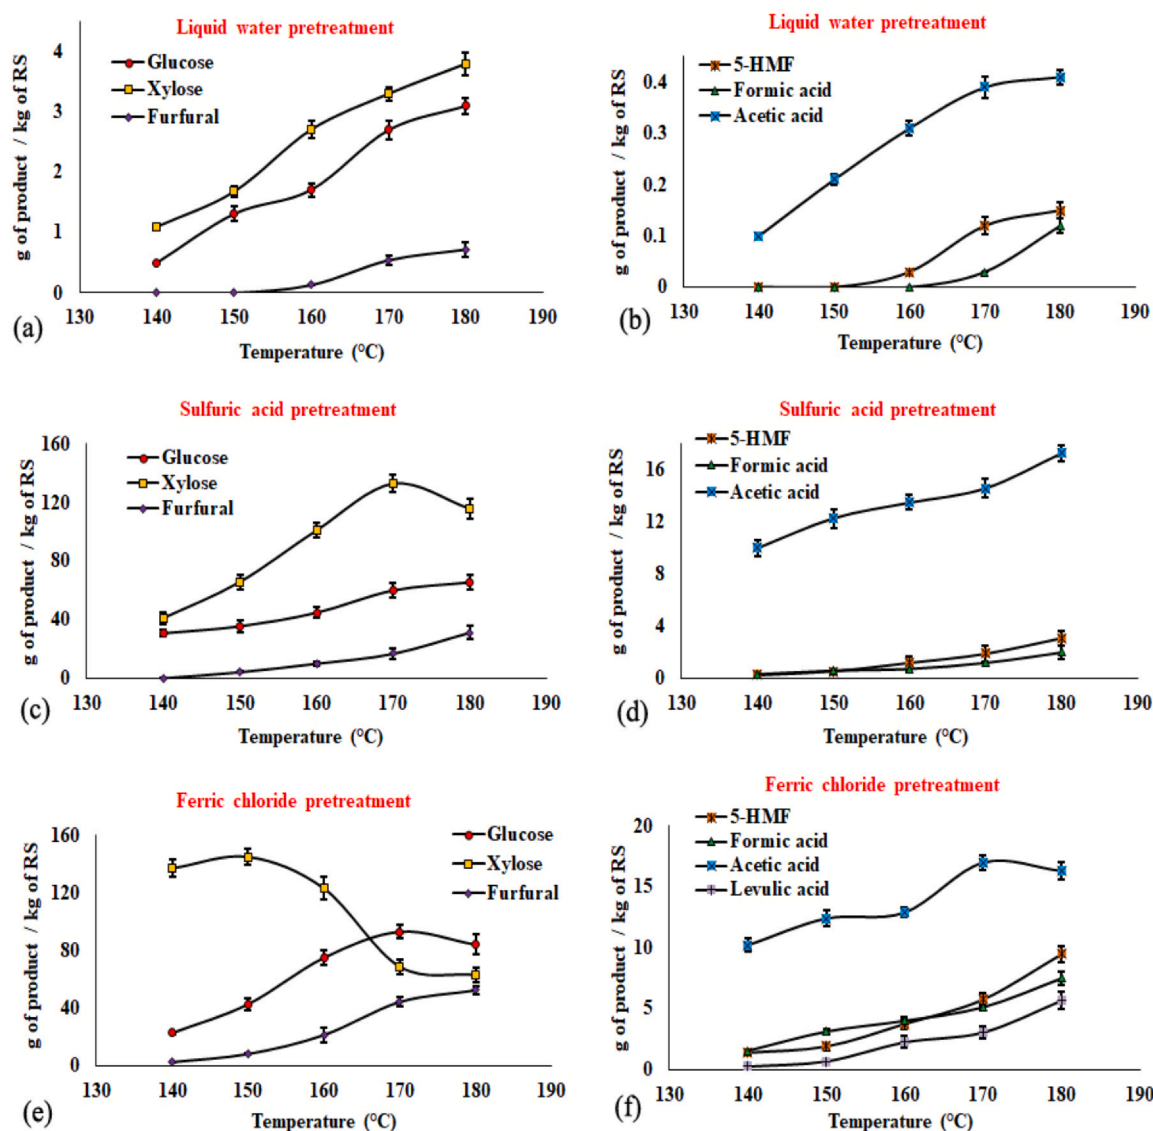 Liquid water pretreatment
Glucose
Xylose
Furfural
g of product / kg of RS
4
3
2
1
0
130 140 150 160 170 180 190
Temperature (°C)
(a)
Liquid water pretreatment
5-HMF
Formic acid
Acetic acid
g of product / kg of RS
0.4
0.3
0.2
0.1
0
130 140 150 160 170 180 190
Temperature (°C)
(b)
Sulfuric acid pretreatment
Glucose
Xylose
Furfural
g of product / kg of RS
160
120
80
40
0
130 140 150 160 170 180 190
Temperature (°C)
(c)
Sulfuric acid pretreatment
5-HMF
Formic acid
Acetic acid
g of product / kg of RS
16
12
8
4
0
130 140 150 160 170 180 190
Temperature (°C)
(d)
Ferric chloride pretreatment
Glucose
Xylose
Furfural
g of product / kg of RS
160
120
80
40
0
130 140 150 160 170 180 190
Temperature (°C)
(e)
Ferric chloride pretreatment
5-HMF
Formic acid
Acetic acid
Levulic acid
g of product / kg of RS
20
15
10
5
0
130 140 150 160 170 180 190
Temperature (°C)
(f)